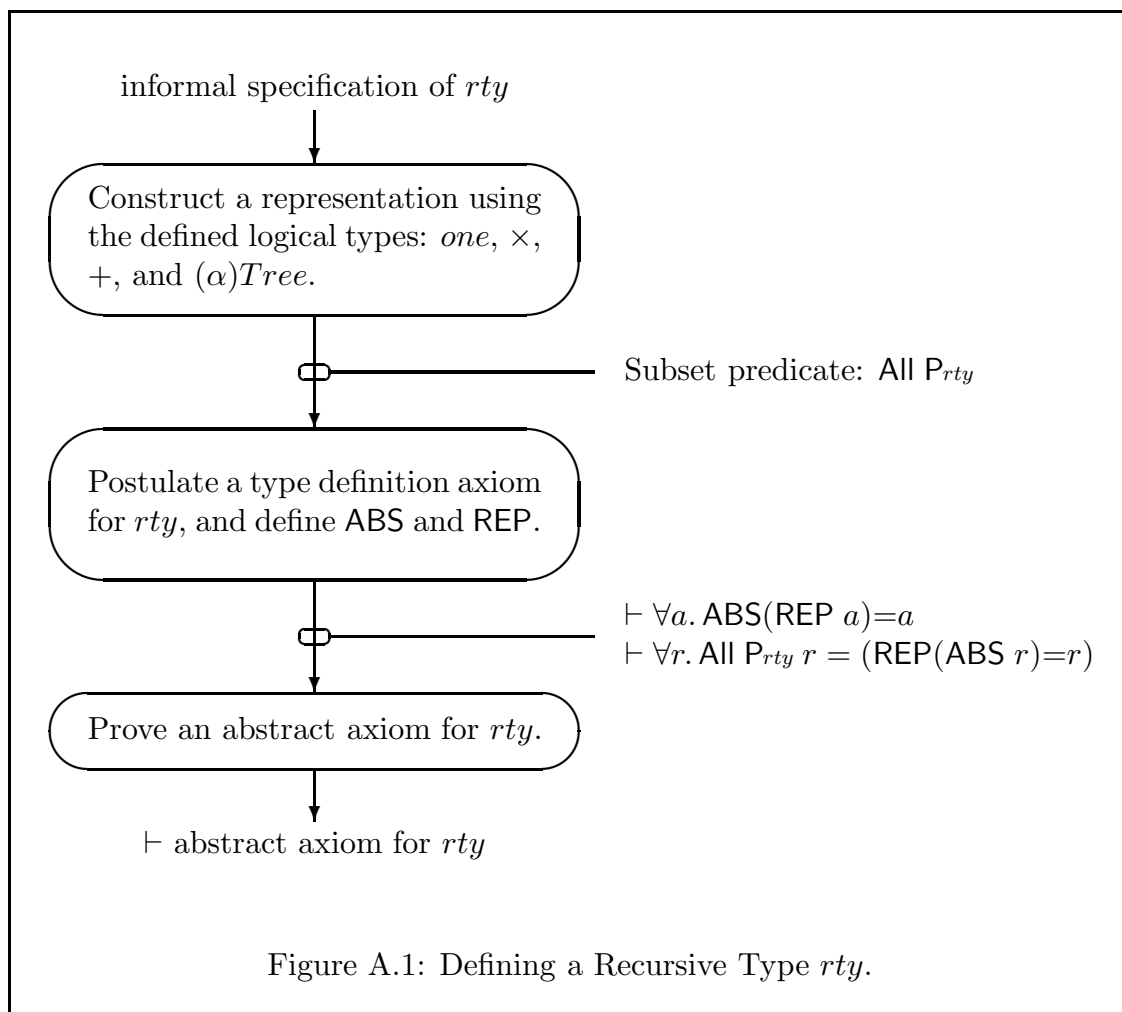 informal specification of rty
Construct a representation using
the defined logical types: one, ×,
+, and (α)Tree.
Subset predicate: All P_rty
Postulate a type definition axiom
for rty, and define ABS and REP.
⊢ ∀a. ABS(REP a)=a
⊢ ∀r. All P_rty r = (REP(ABS r)=r)
Prove an abstract axiom for rty.
⊢ abstract axiom for rty
Figure A.1: Defining a Recursive Type rty.